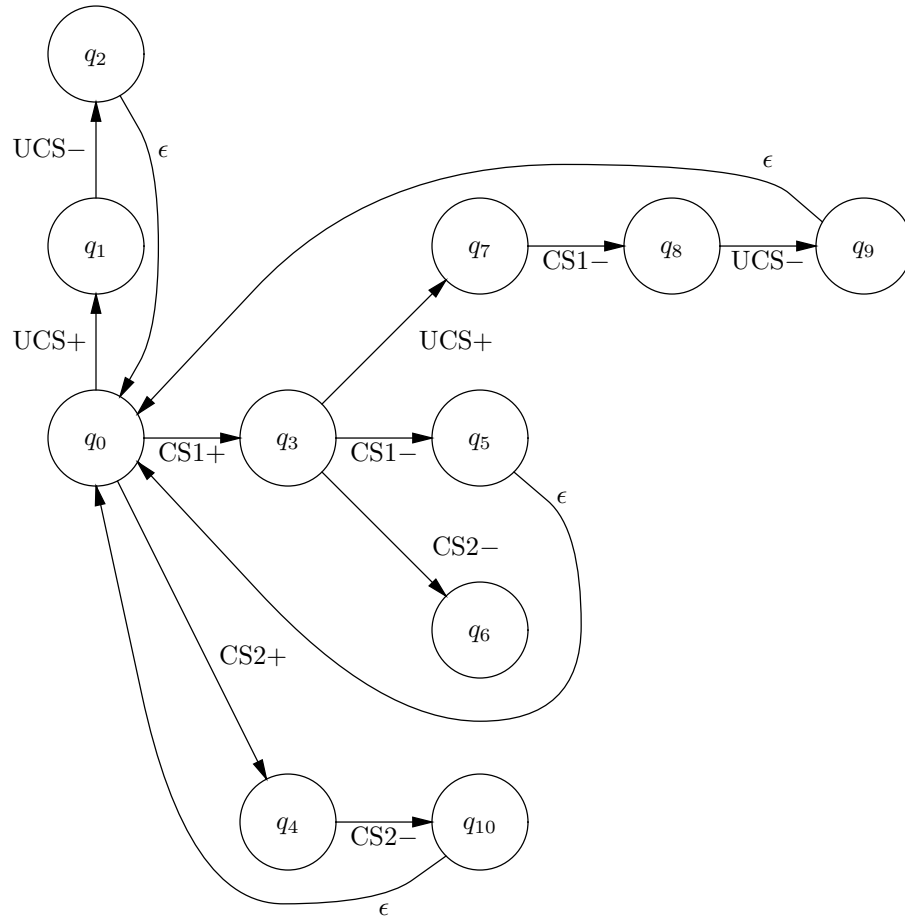 q2
UCS−
ϵ
ϵ
q1
q7
q8
q9
CS1−
UCS−
UCS+
UCS+
q0
q3
q5
CS1+
CS1−
ϵ
CS2−
q6
CS2+
q4
q10
CS2−
ϵ